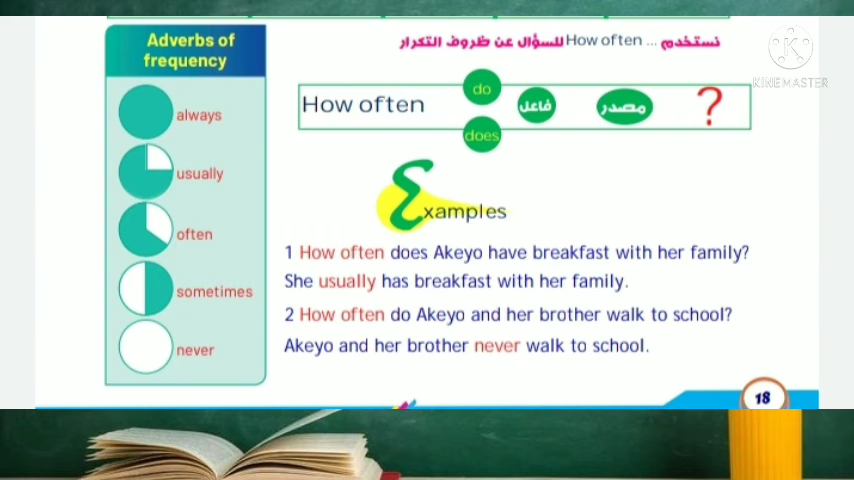 Adverbs of
frequency
always
usually
often
sometimes
never
نستخدم ... How often للسؤال عن ظروف التكرار
KINEMASTER
How often do does فاعل مصدر ?
Examples
1 How often does Akeyo have breakfast with her family?
She usually has breakfast with her family.
2 How often do Akeyo and her brother walk to school?
Akeyo and her brother never walk to school.
18